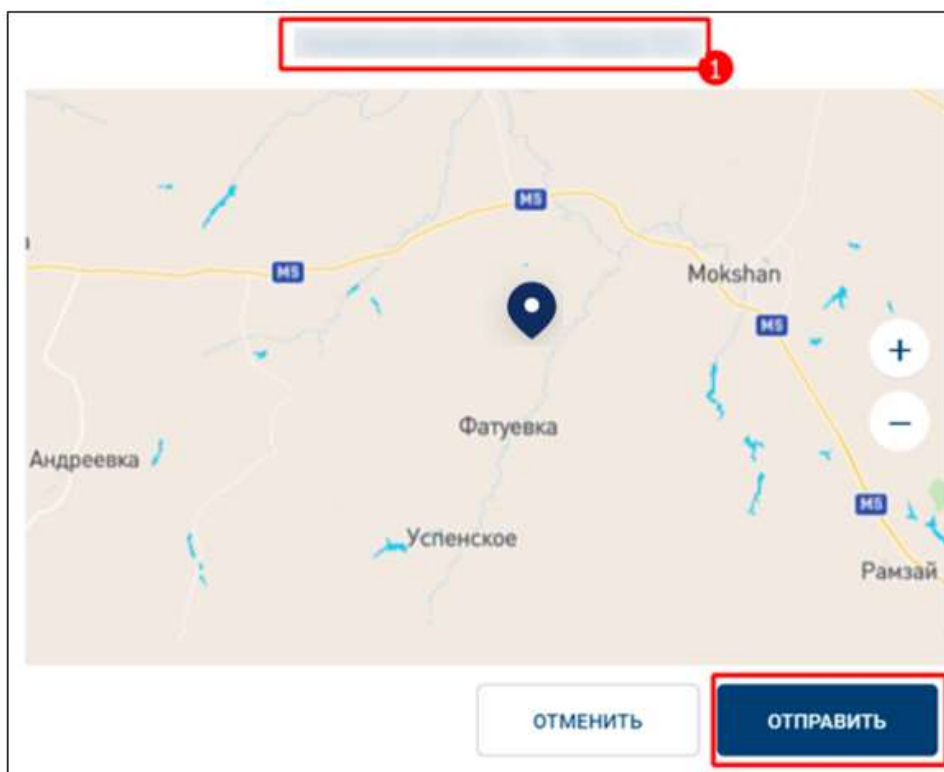 1
M5
M5
Mokshan
M5
+
−
Фатуевка
Андреевка
M5
Успенское
Рамзай
ОТМЕНИТЬ
ОТПРАВИТЬ